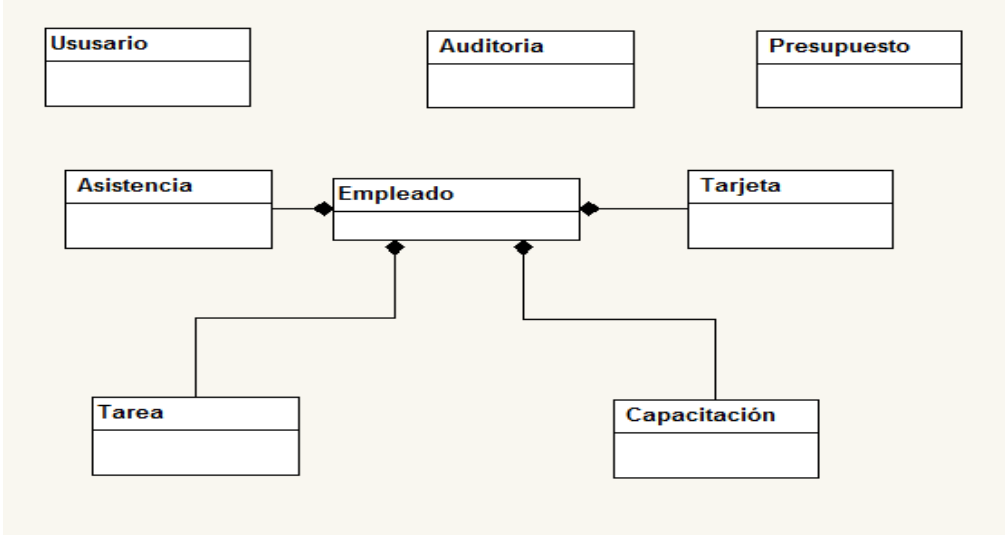 Ususario
Auditoria
Presupuesto
Asistencia
Empleado
Tarjeta
Tarea
Capacitación